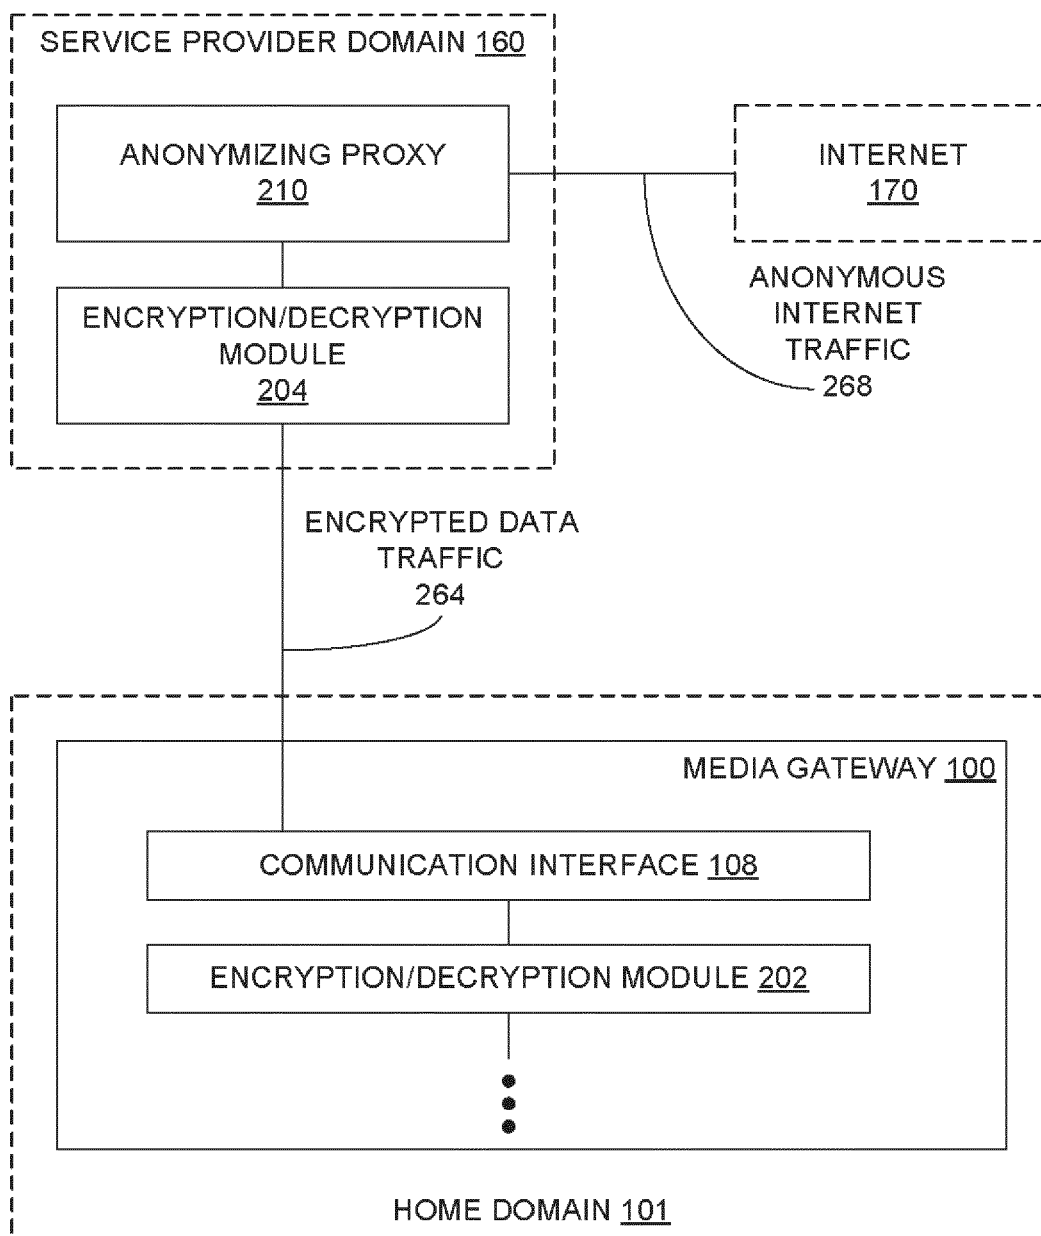 SERVICE PROVIDER DOMAIN 160
ANONYMIZING PROXY
210
INTERNET
170
ENCRYPTION/DECRYPTION
MODULE
204
ANONYMOUS
INTERNET
TRAFFIC
268
ENCRYPTED DATA
TRAFFIC
264
MEDIA GATEWAY 100
COMMUNICATION INTERFACE 108
ENCRYPTION/DECRYPTION MODULE 202
HOME DOMAIN 101